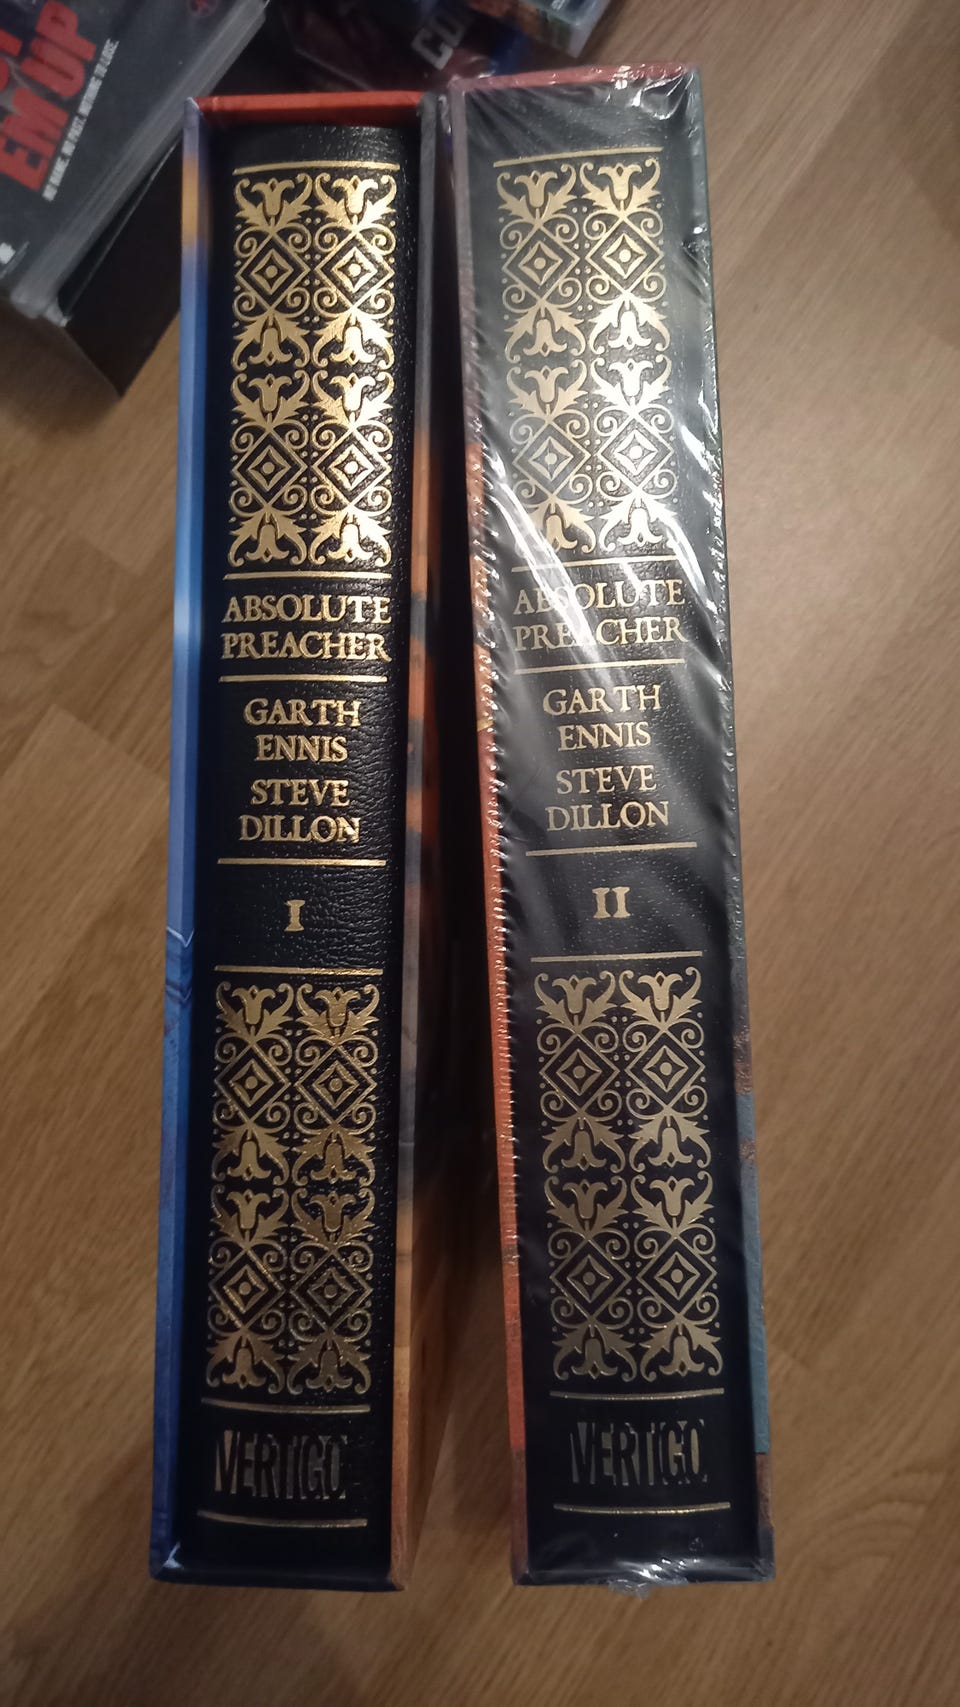 EM UP
ABSOLUTE
PREACHER
GARTH
ENNIS
STEVE
DILLON
I
VERTIGO
ABSOLUTE
PREACHER
GARTH
ENNIS
STEVE
DILLON
II
VERTIGO